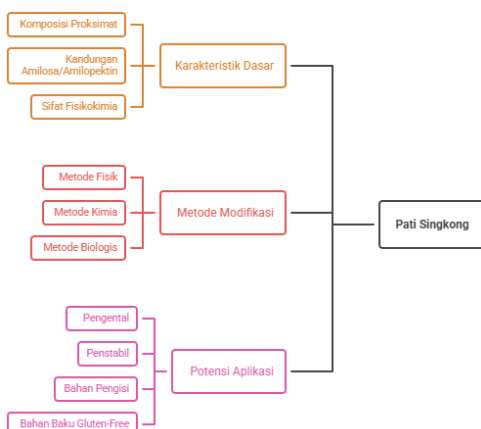 Komposisi Proksimat
Kandungan
Amilosa/Amilopektin
Sifat Fisikokimia
Karakteristik Dasar
Metode Fisik
Metode Kimia
Metode Biologis
Metode Modifikasi
Pati Singkong
Pengental
Penstabil
Bahan Pengisi
Bahan Baku Gluten-Free
Potensi Aplikasi